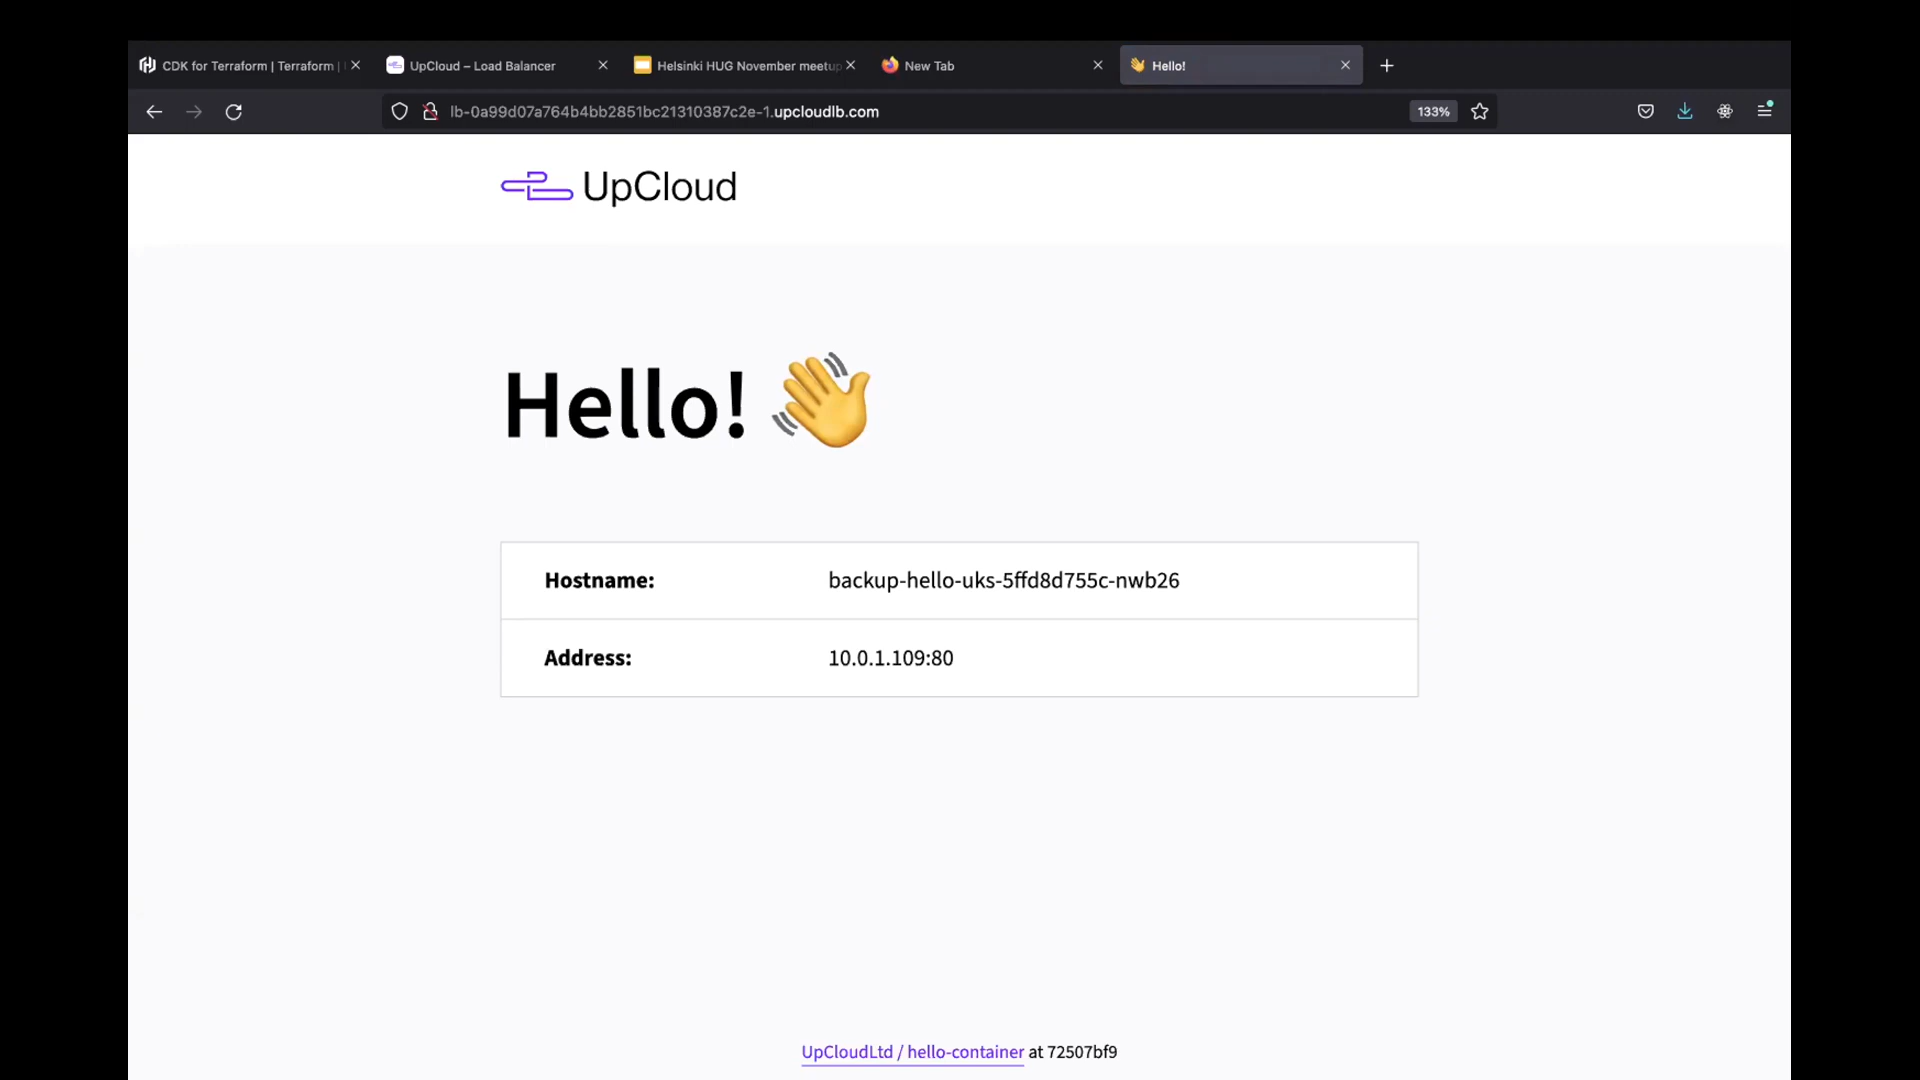 CDK for Terraform | Terraform |
UpCloud – Load Balancer
Helsinki HUG November meetup
New Tab
Hello!
lb-0a99d07a764b4bb2851bc21310387c2e-1.upcloudlb.com
133%
UpCloud
Hello! 👋
Hostname: backup-hello-uks-5ffd8d755c-nwb26
Address: 10.0.1.109:80
UpCloudLtd / hello-container at 72507bf9